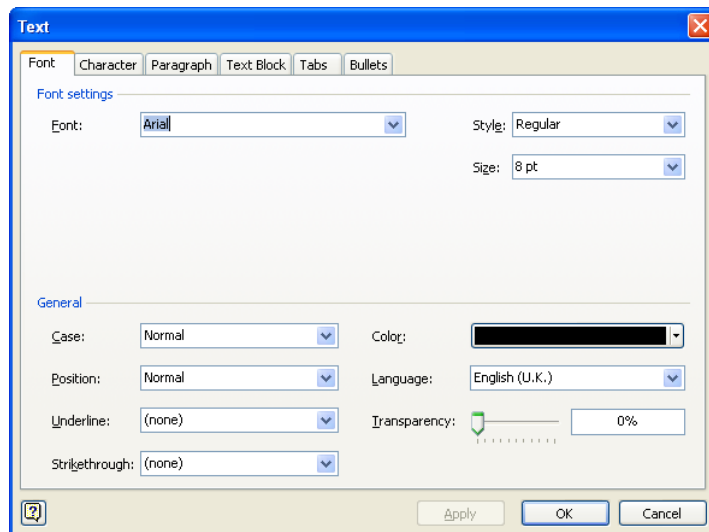 Text
Font Character Paragraph Text Block Tabs Bullets
Font settings
Font: Arial Style: Regular
Size: 8 pt
General
Case: Normal Color:
Position: Normal Language: English (U.K.)
Underline: (none) Transparency: 0%
Strikethrough: (none)
? Apply OK Cancel